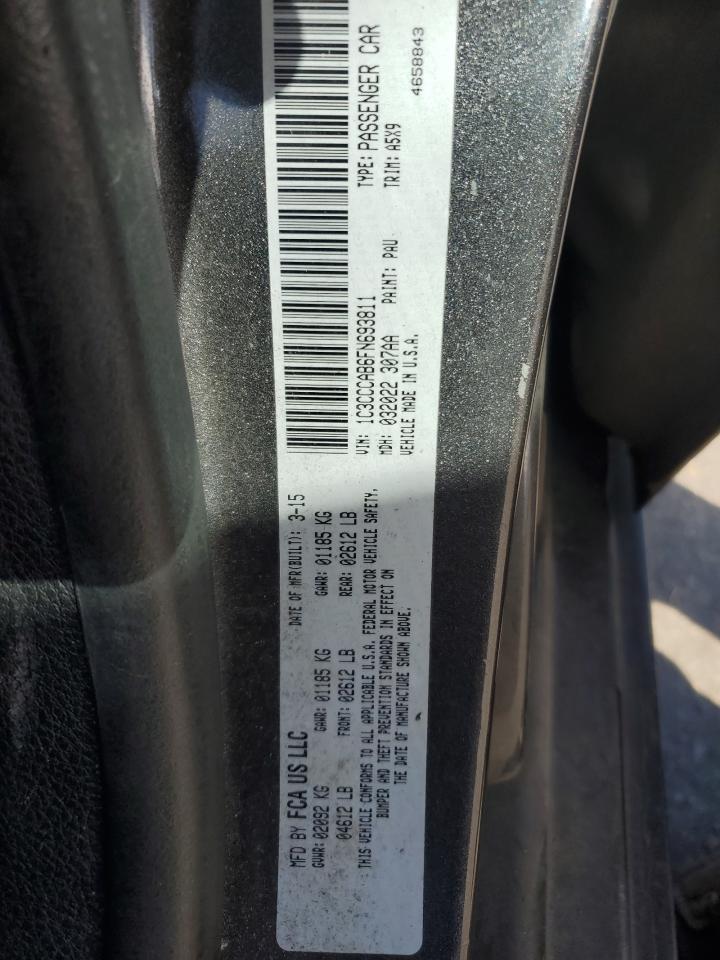 MFD BY FCA US LLC DATE OF MFR(BUILT): 3-15
GVWR: 02092 KG GAWR: 01185 KG GAWR: 01185 KG
04612 LB FRONT: 02612 LB REAR: 02612 LB
THIS VEHICLE CONFORMS TO ALL APPLICABLE U.S.A. FEDERAL MOTOR VEHICLE SAFETY,
BUMPER AND THEFT PREVENTION STANDARDS IN EFFECT ON
THE DATE OF MANUFACTURE SHOWN ABOVE.
VIN: 1C3CCCAB6FN693811 TYPE: PASSENGER CAR
MDH: 032022 307AA PAINT: PAU TRIM: A5X9
VEHICLE MADE IN U.S.A. 4658843